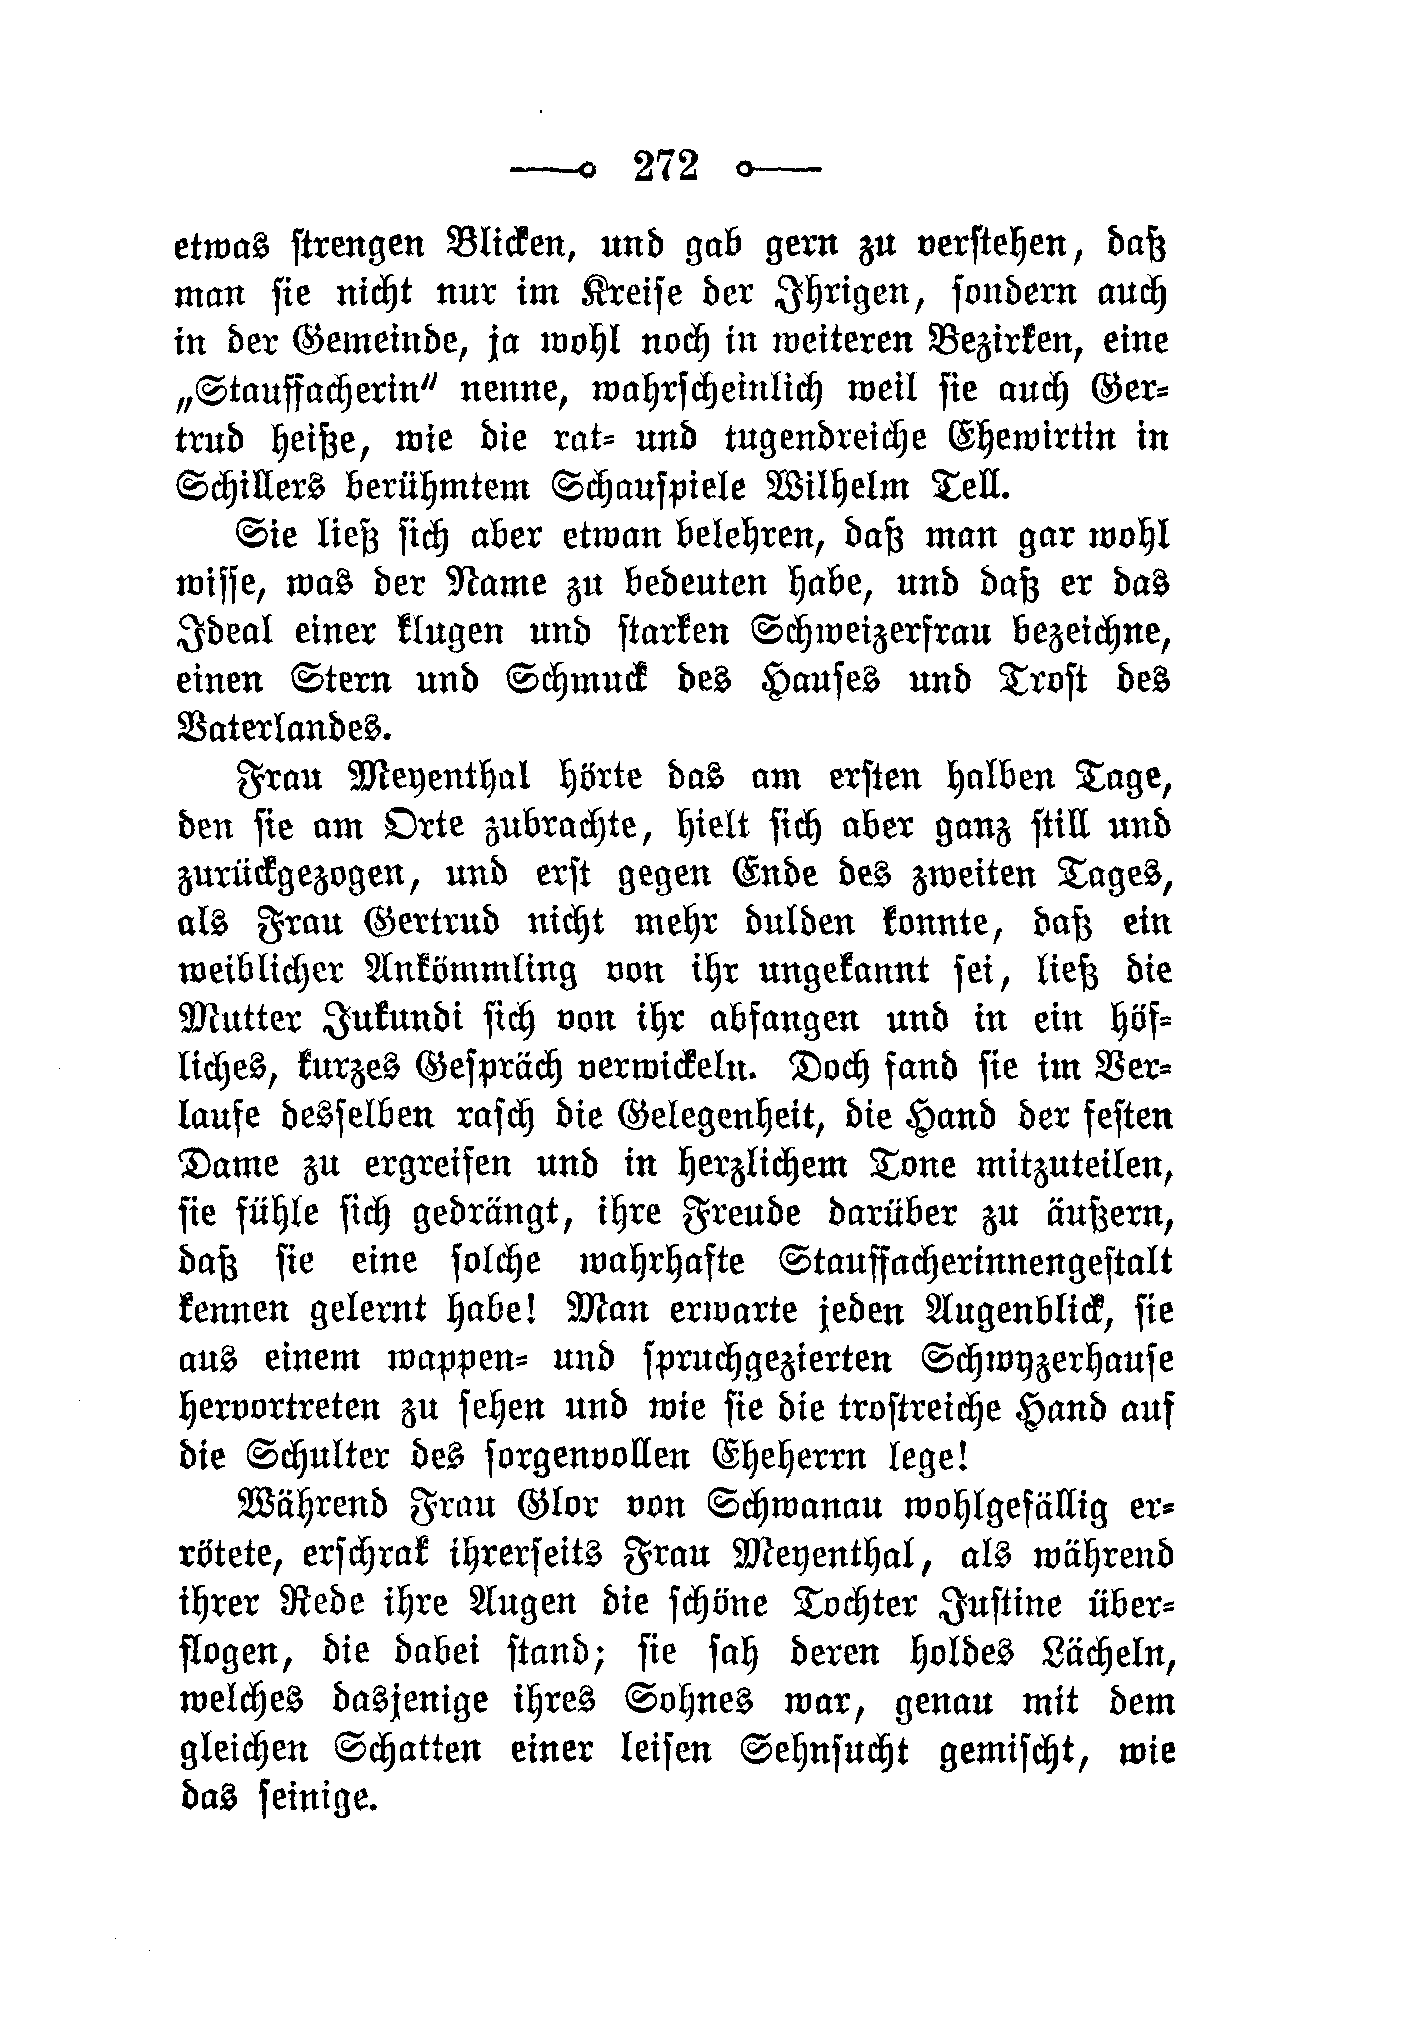 272
etwas strengen Blicken, und gab gern zu verstehen, daß
man sie nicht nur im Kreise der Ihrigen, sondern auch
in der Gemeinde, ja wohl noch in weiteren Bezirken, eine
„Stauffacherin“ nenne, wahrscheinlich weil sie auch Ger-
trud heiße, wie die rat- und tugendreiche Ehewirtin in
Schillers berühmtem Schauspiele Wilhelm Tell.
Sie ließ sich aber etwan belehren, daß man gar wohl
wisse, was der Name zu bedeuten habe, und daß er das
Ideal einer klugen und starken Schweizerfrau bezeichne,
einen Stern und Schmuck des Hauses und Trost des
Vaterlandes.
Frau Meyenthal hörte das am ersten halben Tage,
den sie am Orte zubrachte, hielt sich aber ganz still und
zurückgezogen, und erst gegen Ende des zweiten Tages,
als Frau Gertrud nicht mehr dulden konnte, daß ein
weiblicher Ankömmling von ihr ungekannt sei, ließ die
Mutter Jukundi sich von ihr abfangen und in ein höf-
liches, kurzes Gespräch verwickeln. Doch fand sie im Ver-
laufe desselben rasch die Gelegenheit, die Hand der festen
Dame zu ergreifen und in herzlichem Tone mitzuteilen,
sie fühle sich gedrängt, ihre Freude darüber zu äußern,
daß sie eine solche wahrhafte Stauffacherinnengestalt
kennen gelernt habe! Man erwarte jeden Augenblick, sie
aus einem wappen- und spruchgezierten Schwyzerhause
hervortreten zu sehen und wie sie die trostreiche Hand auf
die Schulter des sorgenvollen Eheherrn lege!
Während Frau Glor von Schwanau wohlgefällig er-
rötete, erschrak ihrerseits Frau Meyenthal, als während
ihrer Rede ihre Augen die schöne Tochter Justine über-
flogen, die dabei stand; sie sah deren holdes Lächeln,
welches dasjenige ihres Sohnes war, genau mit dem
gleichen Schatten einer leisen Sehnsucht gemischt, wie
das seinige.